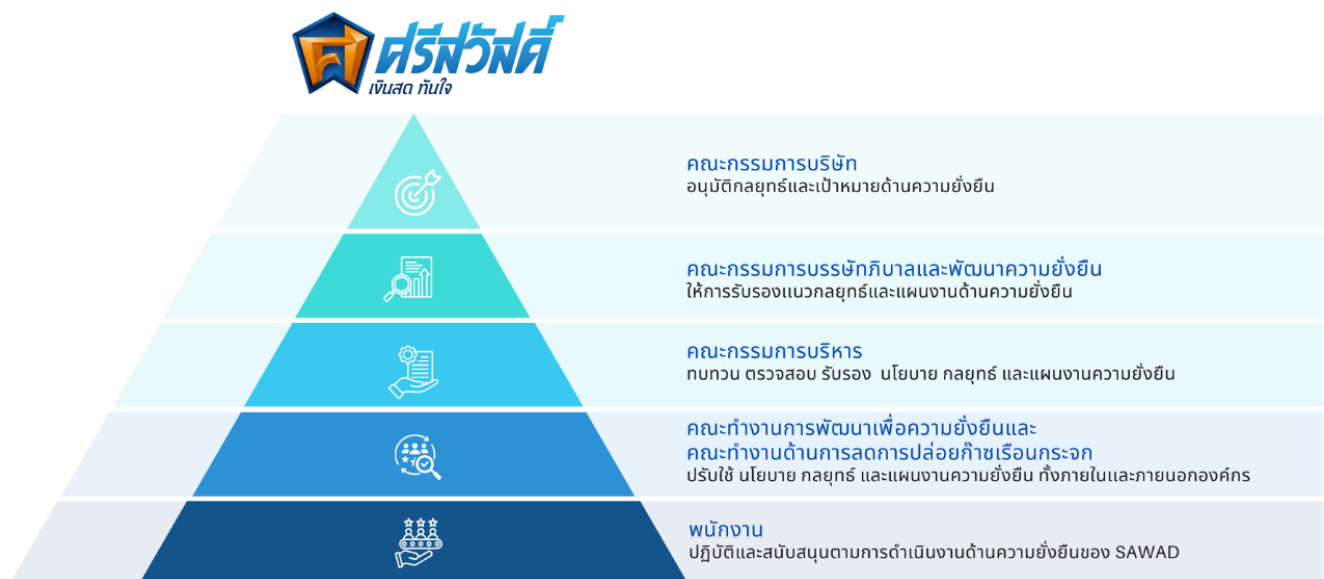 ศรีสวัสดิ์
เงินสด ทันใจ
คณะกรรมการบริษัท
อนุมัติกลยุทธ์และเป้าหมายด้านความยั่งยืน
คณะกรรมการบรรษัทภิบาลและพัฒนาความยั่งยืน
ให้การรับรองแนวกลยุทธ์และแผนงานด้านความยั่งยืน
คณะกรรมการบริหาร
ทบทวน ตรวจสอบ รับรอง นโยบาย กลยุทธ์ และแผนงานความยั่งยืน
คณะทำงานการพัฒนาเพื่อความยั่งยืนและ
คณะทำงานด้านการลดการปล่อยก๊าซเรือนกระจก
ปรับใช้ นโยบาย กลยุทธ์ และแผนงานความยั่งยืน ทั้งภายในและภายนอกองค์กร
พนักงาน
ปฏิบัติและสนับสนุนตามการดำเนินงานด้านความยั่งยืนของ SAWAD